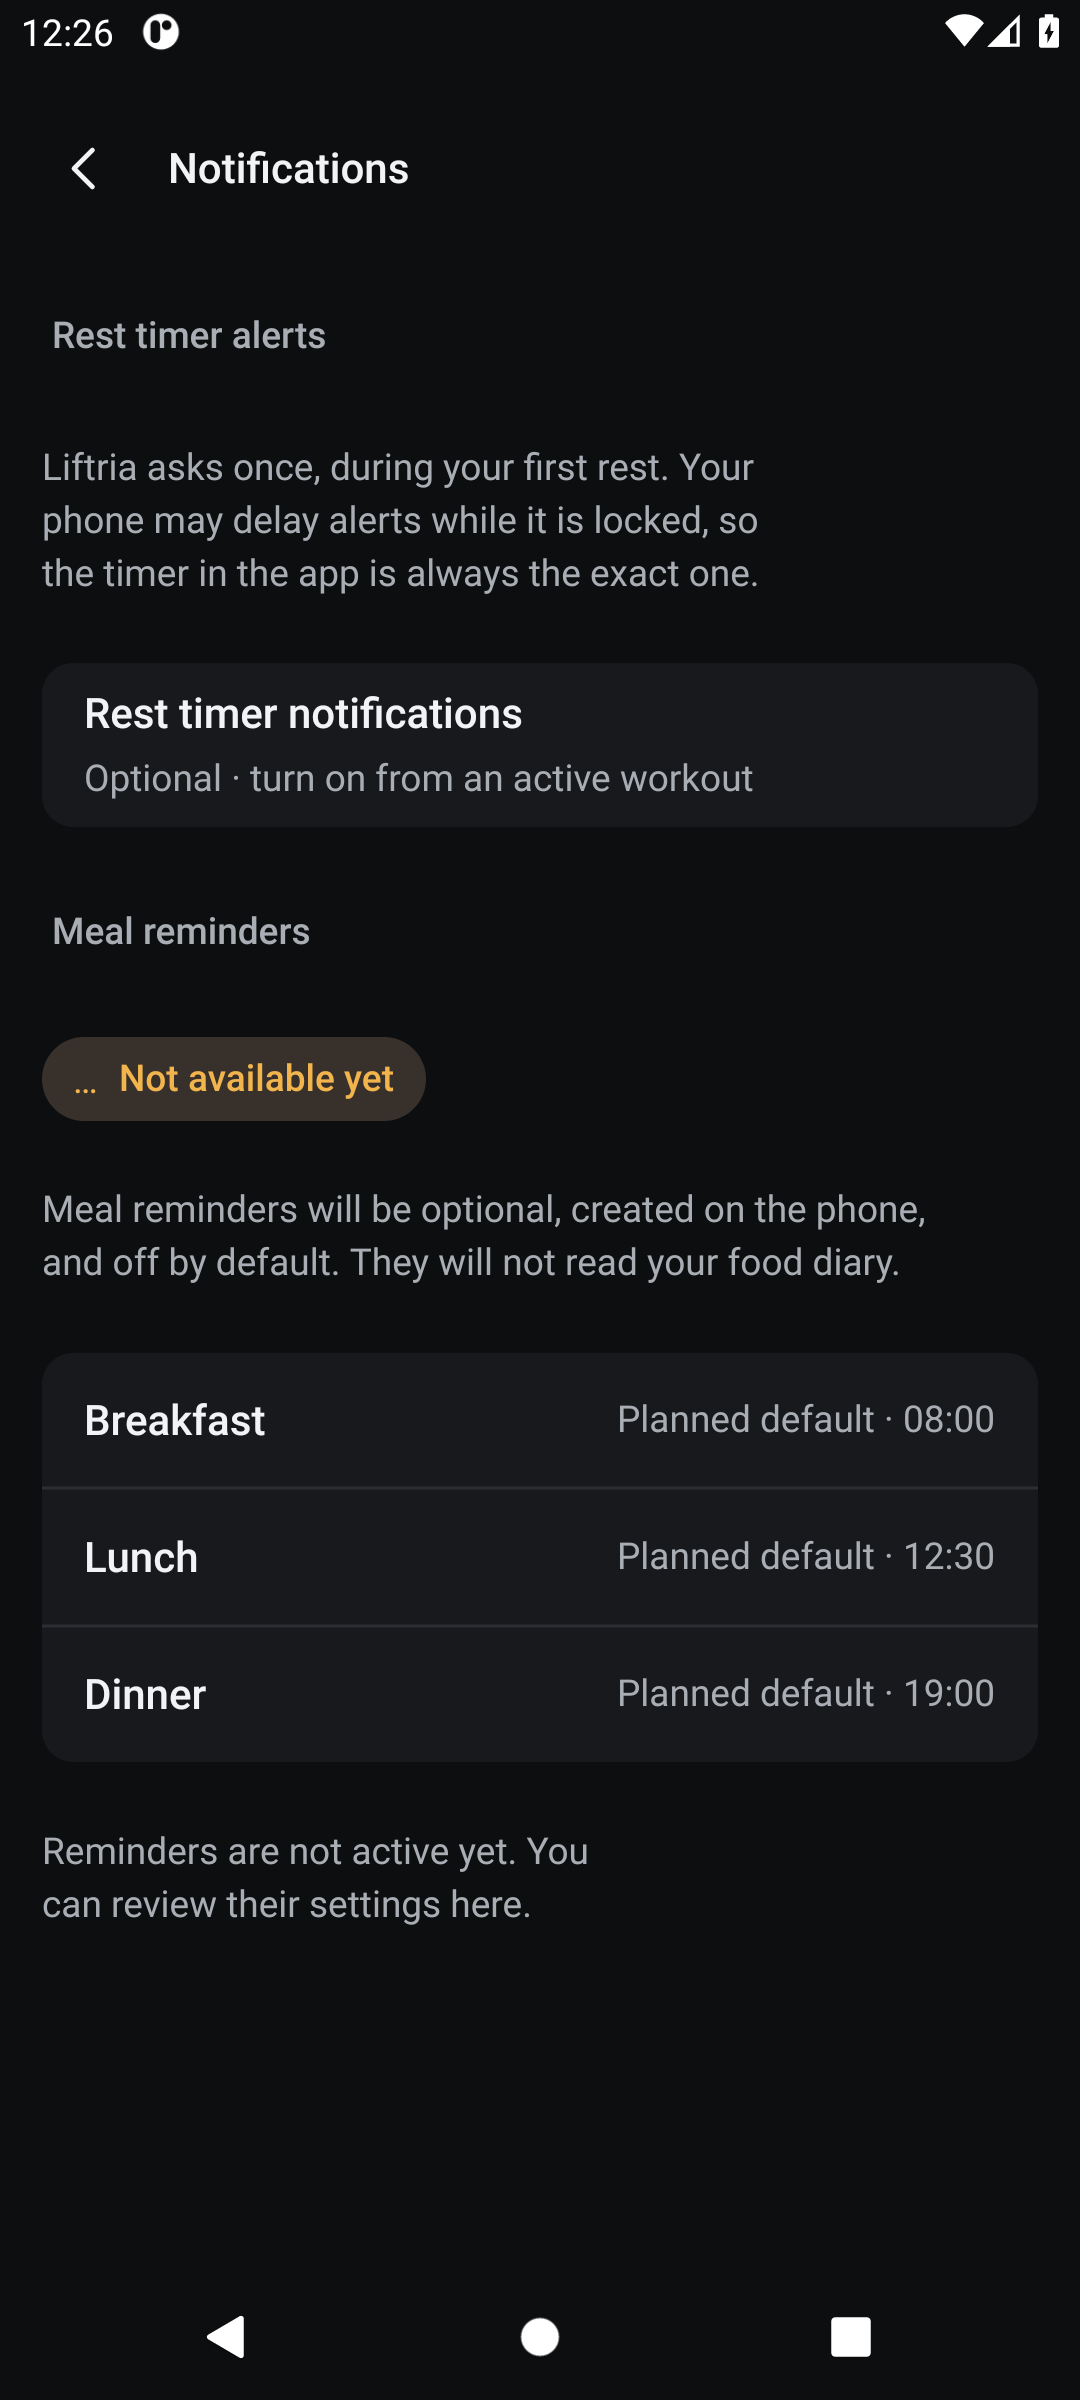 12:26
Notifications
Rest timer alerts
Liftria asks once, during your first rest. Your
phone may delay alerts while it is locked, so
the timer in the app is always the exact one.
Rest timer notifications
Optional · turn on from an active workout
Meal reminders
... Not available yet
Meal reminders will be optional, created on the phone,
and off by default. They will not read your food diary.
Breakfast Planned default · 08:00
Lunch Planned default · 12:30
Dinner Planned default · 19:00
Reminders are not active yet. You
can review their settings here.